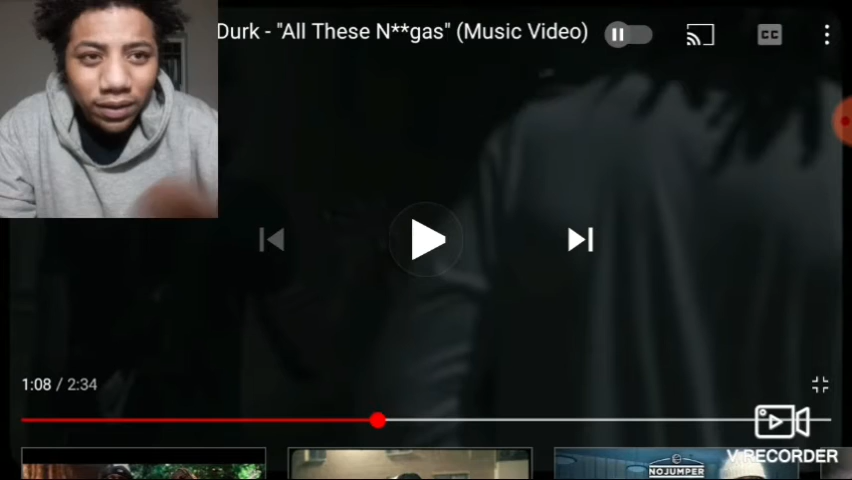 Durk - "All These N**gas" (Music Video)
CC
1:08 / 2:34
NOJUMPER
V RECORDER